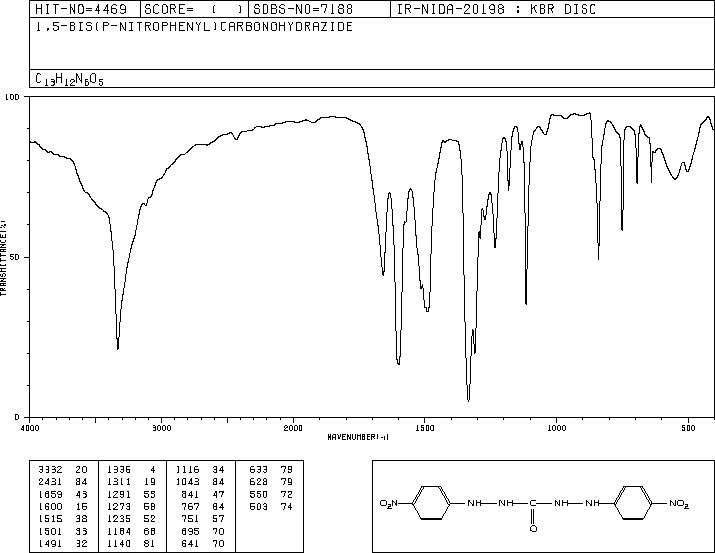 HIT-NO=4469 SCORE= ( ) SDBS-NO=7188 IR-NIDA-20198 : KBR DISC
1,5-BIS(P-NITROPHENYL)CARBONOHYDRAZIDE
C13H12N6O5
100
50
0
TRANSMITTANCE(%)
4000 3000 2000 1500 1000 500
WAVENUMBER(-1)
3332 20 1336 4 1116 34 633 79
2431 84 1311 19 1043 84 628 79
1659 43 1291 55 841 47 550 72
1600 16 1273 59 767 84 503 74
1515 38 1235 52 751 57
1501 33 1184 68 695 70
1491 32 1140 81 641 70
O2N NH NH C NH NH NO2
O